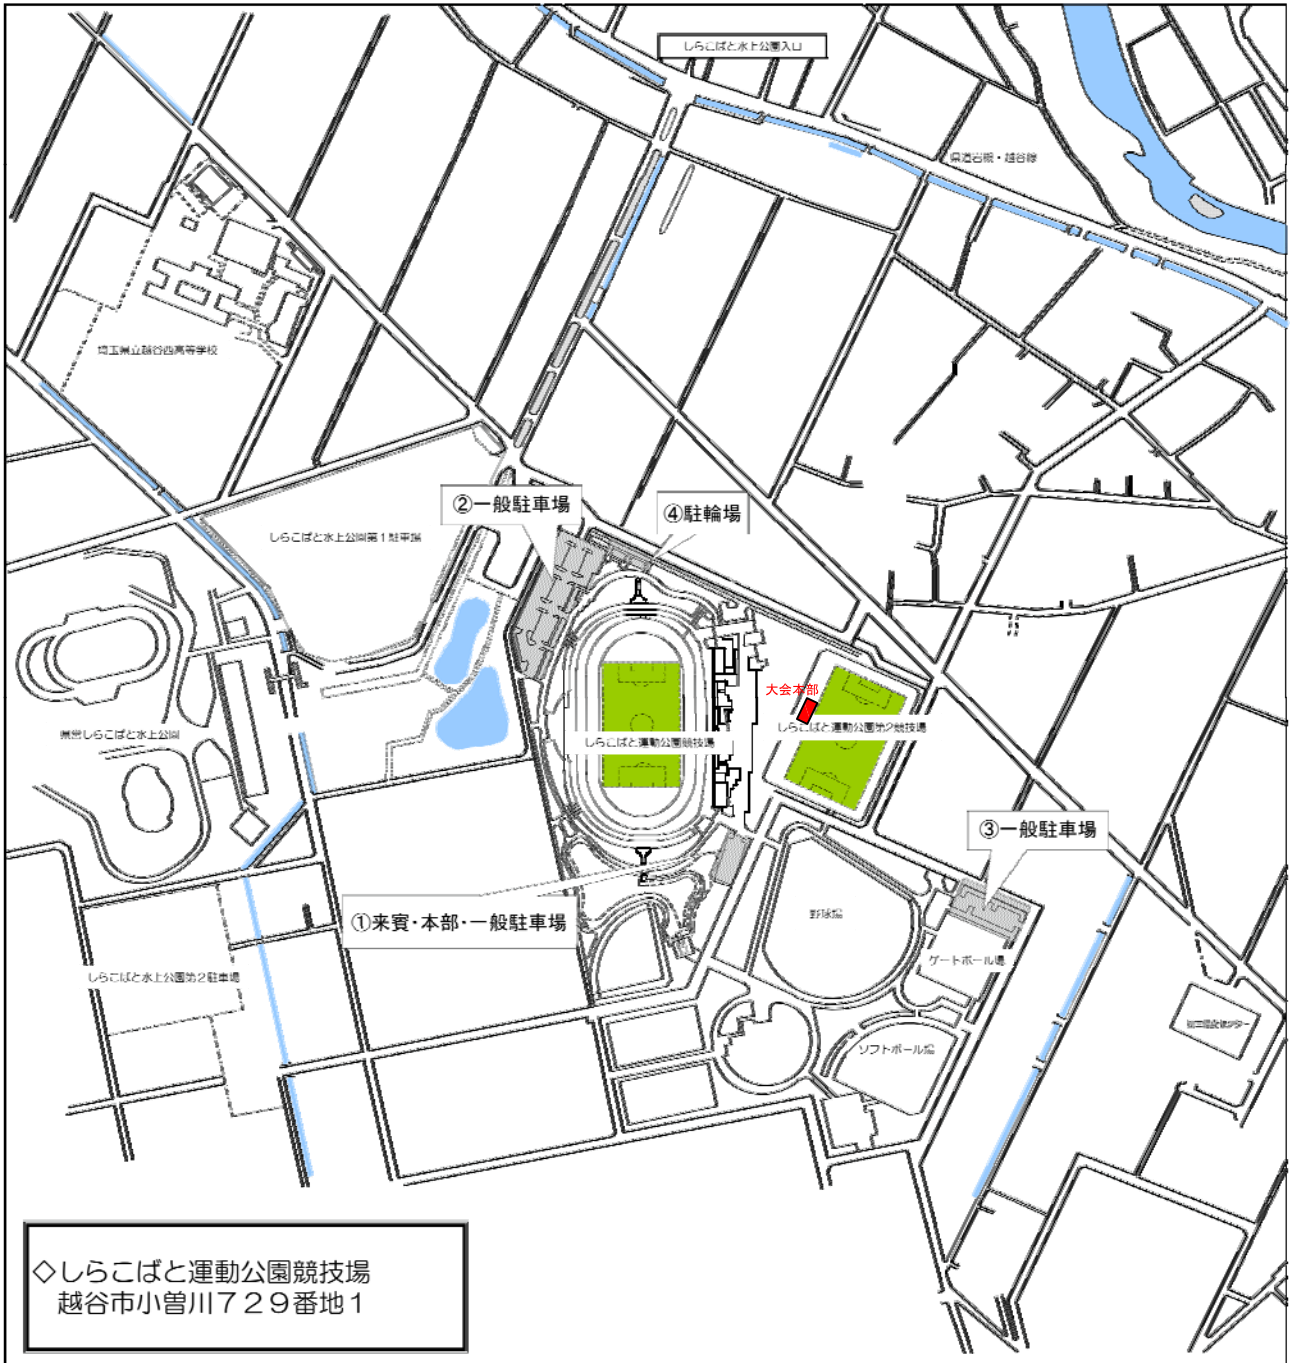 しらこばと水上公園入口
県道岩槻・越谷線
埼玉県立越谷西高等学校
②一般駐車場
④駐輪場
しらこばと水上公園第1駐車場
大会本部
しらこばと運動公園第2競技場
県営しらこばと水上公園
しらこばと運動公園競技場
③一般駐車場
①来賓・本部・一般駐車場
野球場
ゲートボール場
しらこばと水上公園第2駐車場
ソフトボール場
◇しらこばと運動公園競技場
越谷市小曽川729番地1